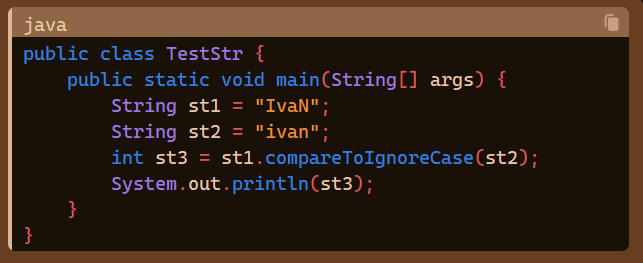 java
public class TestStr {
    public static void main(String[] args) {
        String st1 = "IvaN";
        String st2 = "ivan";
        int st3 = st1.compareToIgnoreCase(st2);
        System.out.println(st3);
    }
}